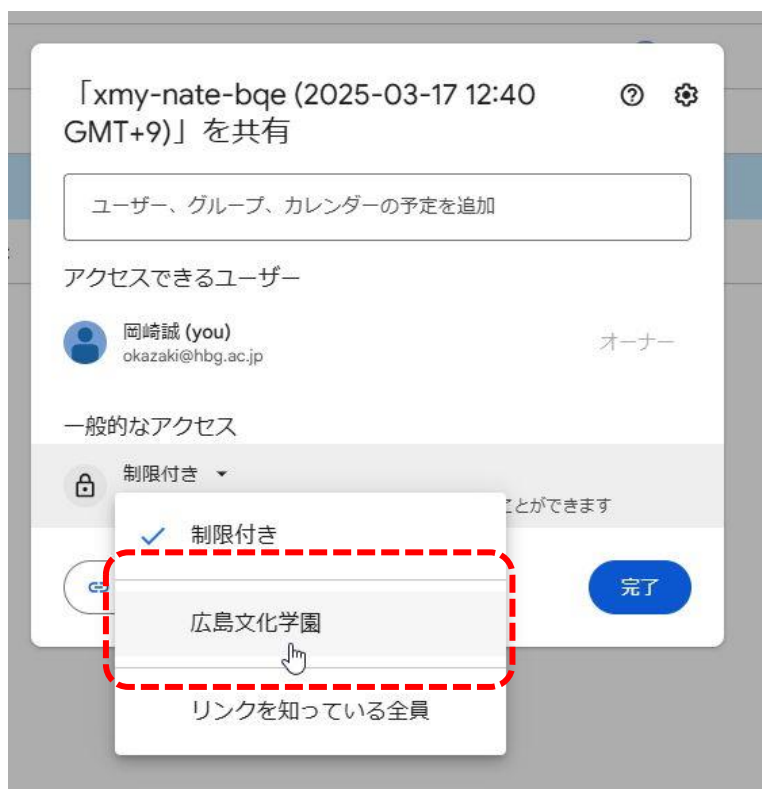 「xmy-nate-bqe (2025-03-17 12:40
GMT+9)」を共有
ユーザー、グループ、カレンダーの予定を追加
アクセスできるユーザー
岡崎誠 (you)
okazaki@hbg.ac.jp
オーナー
一般的なアクセス
制限付き
とができます
制限付き
広島文化学園
リンクを知っている全員
完了